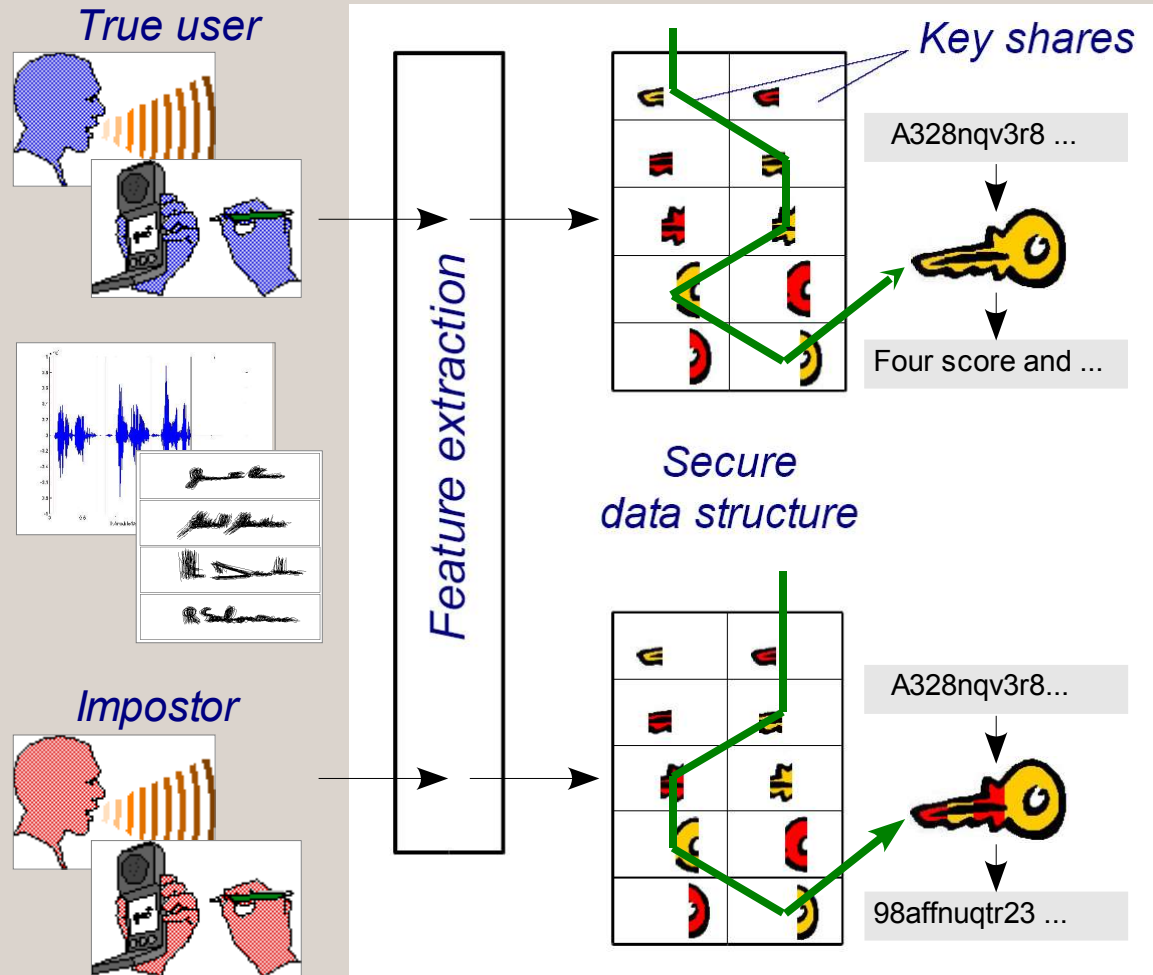 True user
Key shares
A328nqv3r8 ...
Four score and ...
Feature extraction
Secure
data structure
Impostor
A328nqv3r8...
98affnuqtr23 ...